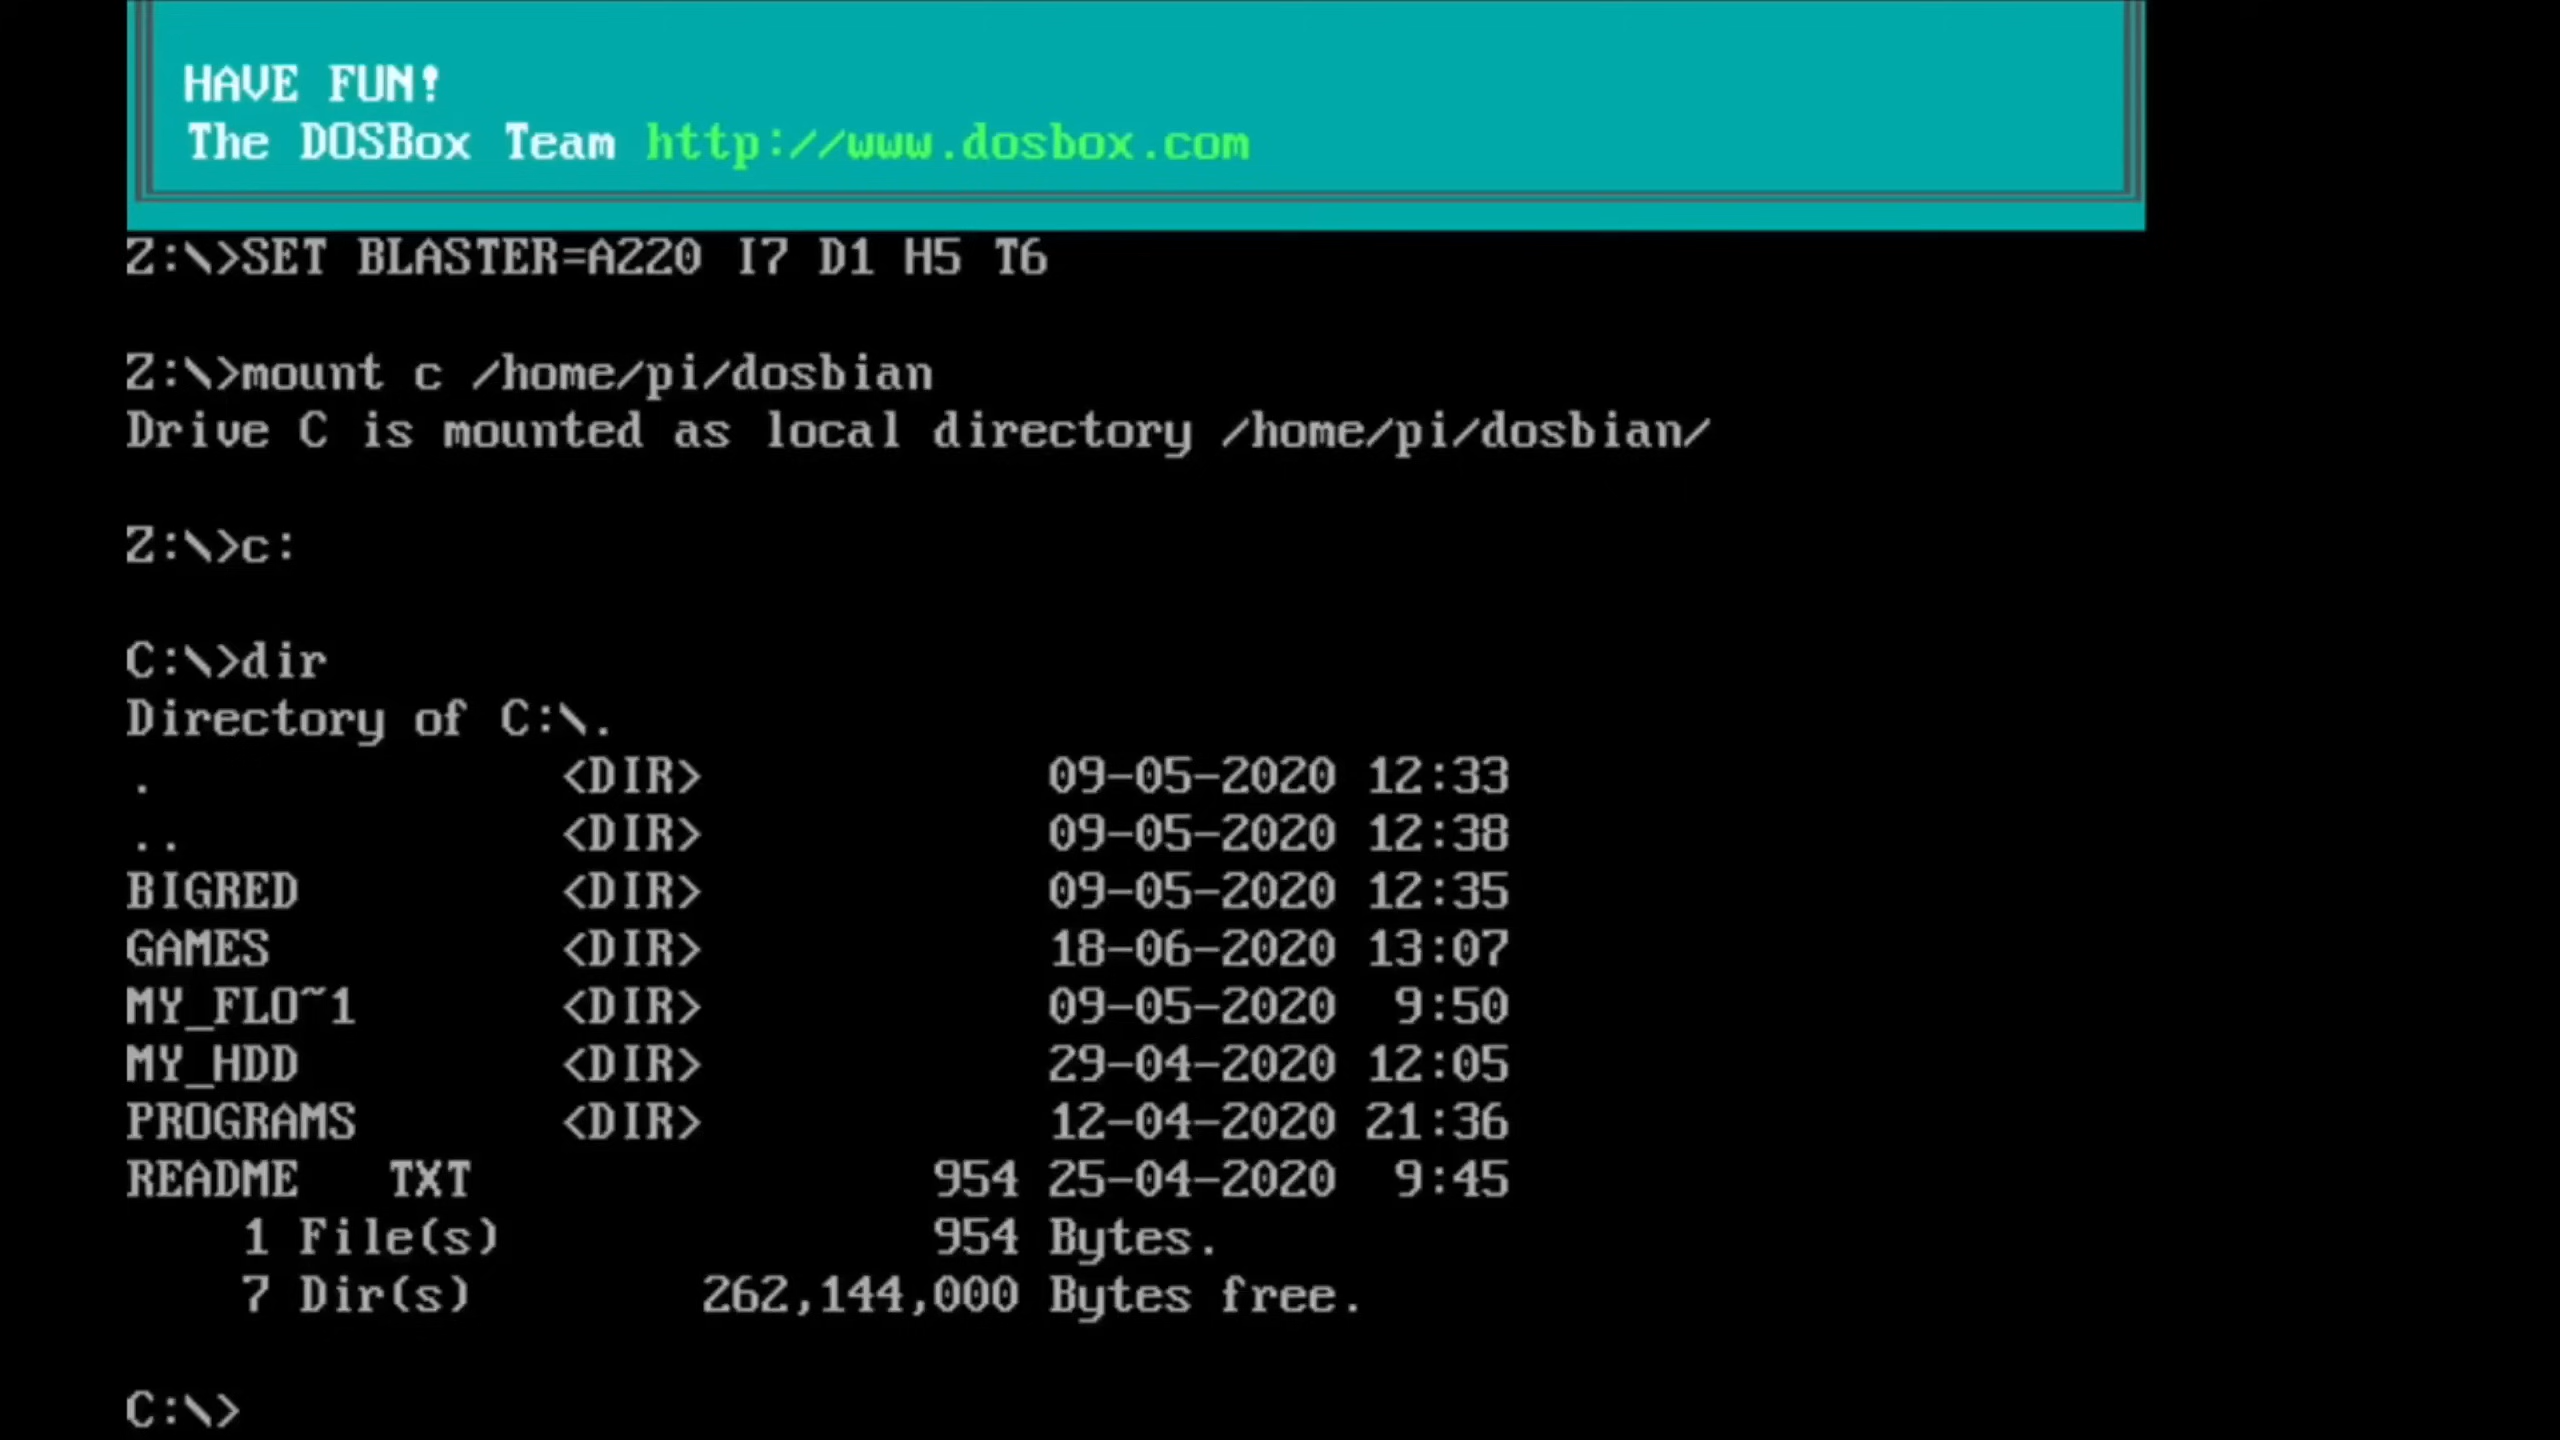 HAVE FUN!
The DOSBox Team http://www.dosbox.com
Z:\>SET BLASTER=A220 I7 D1 H5 T6
Z:\>mount c /home/pi/dosbian
Drive C is mounted as local directory /home/pi/dosbian/
Z:\>c:
C:\>dir
Directory of C:\.
. <DIR> 09-05-2020 12:33
.. <DIR> 09-05-2020 12:38
BIGRED <DIR> 09-05-2020 12:35
GAMES <DIR> 18-06-2020 13:07
MY_FLO~1 <DIR> 09-05-2020 9:50
MY_HDD <DIR> 29-04-2020 12:05
PROGRAMS <DIR> 12-04-2020 21:36
README TXT 954 25-04-2020 9:45
1 File(s) 954 Bytes.
7 Dir(s) 262,144,000 Bytes free.
C:\>